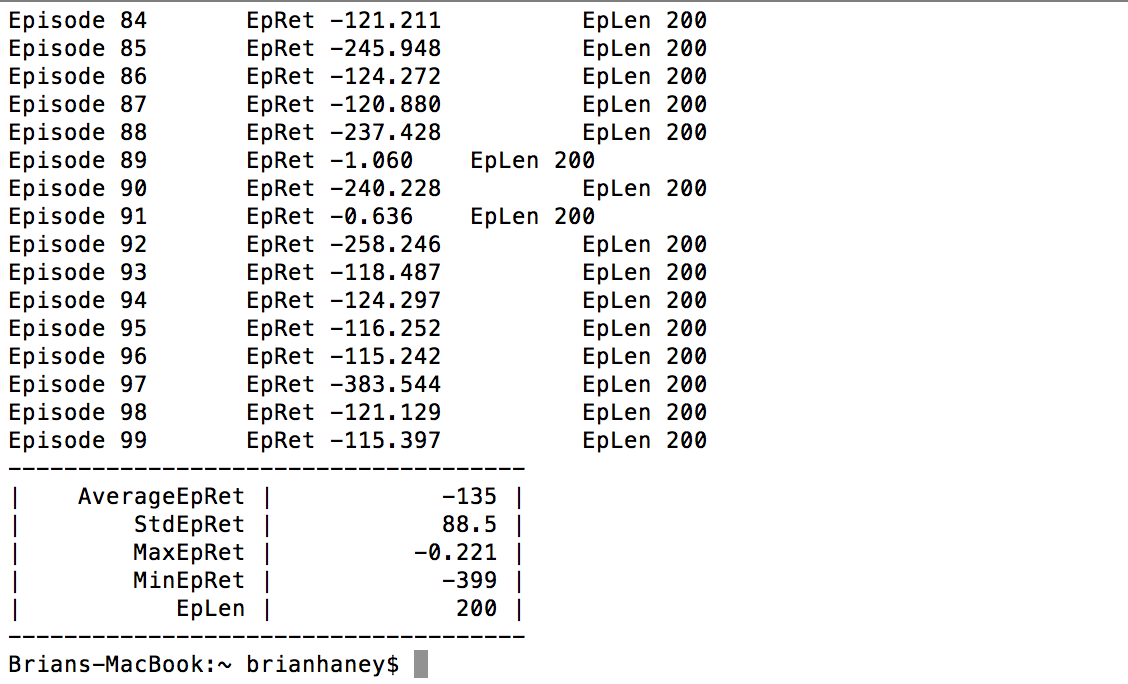 Episode 84 EpRet -121.211 EpLen 200
Episode 85 EpRet -245.948 EpLen 200
Episode 86 EpRet -124.272 EpLen 200
Episode 87 EpRet -120.880 EpLen 200
Episode 88 EpRet -237.428 EpLen 200
Episode 89 EpRet -1.060 EpLen 200
Episode 90 EpRet -240.228 EpLen 200
Episode 91 EpRet -0.636 EpLen 200
Episode 92 EpRet -258.246 EpLen 200
Episode 93 EpRet -118.487 EpLen 200
Episode 94 EpRet -124.297 EpLen 200
Episode 95 EpRet -116.252 EpLen 200
Episode 96 EpRet -115.242 EpLen 200
Episode 97 EpRet -383.544 EpLen 200
Episode 98 EpRet -121.129 EpLen 200
Episode 99 EpRet -115.397 EpLen 200
-------------------------------------
| AverageEpRet | -135 |
| StdEpRet | 88.5 |
| MaxEpRet | -0.221 |
| MinEpRet | -399 |
| EpLen | 200 |
-------------------------------------
Brians-MacBook:~ brianhaney$